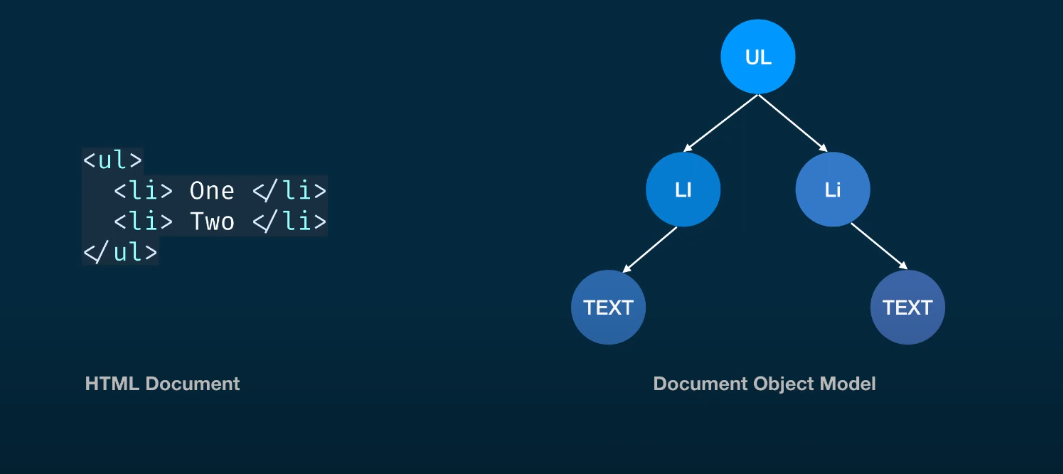 <ul>
  <li> One </li>
  <li> Two </li>
</ul>
HTML Document
UL
LI
Li
TEXT
TEXT
Document Object Model